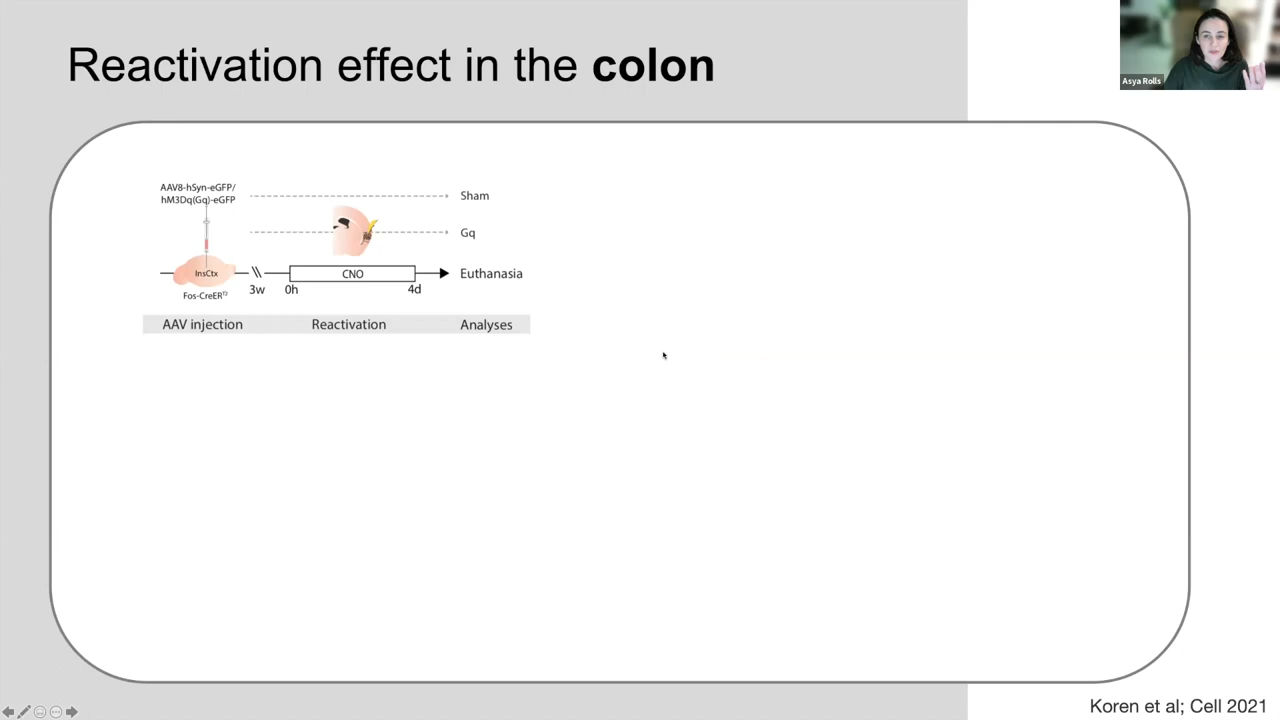 Reactivation effect in the colon
Asya Rolls
AAV8-hSyn-eGFP/
hM3Dq(Gq)-eGFP
Sham
Gq
InsCtx
CNO
Euthanasia
Fos-CreERT2
3w
0h
4d
AAV injection
Reactivation
Analyses
Koren et al; Cell 2021